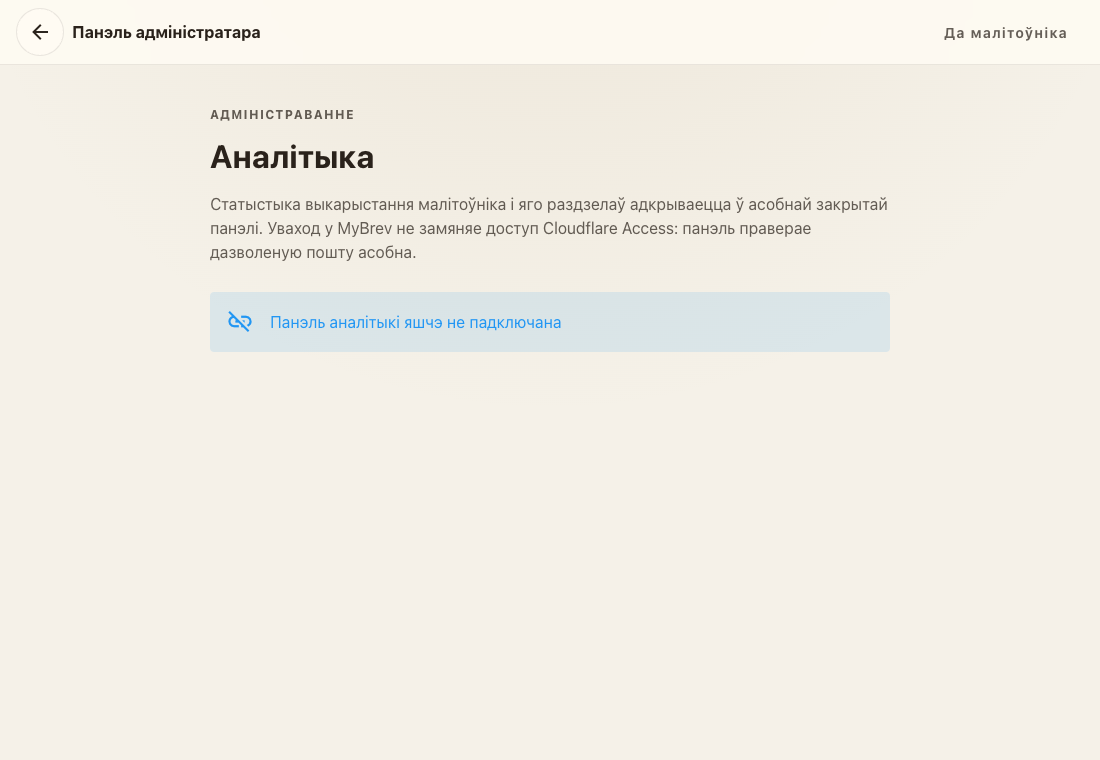 Панэль адміністратара
Да малітоўніка
АДМІНІСТРАВАННЕ
Аналітыка
Статыстыка выкарыстання малітоўніка і яго раздзелаў адкрываецца ў асобнай закрытай
панэлі. Уваход у MyBrev не замяняе доступ Cloudflare Access: панэль праверае
дазволеную пошту асобна.
Панэль аналітыкі яшчэ не падключана